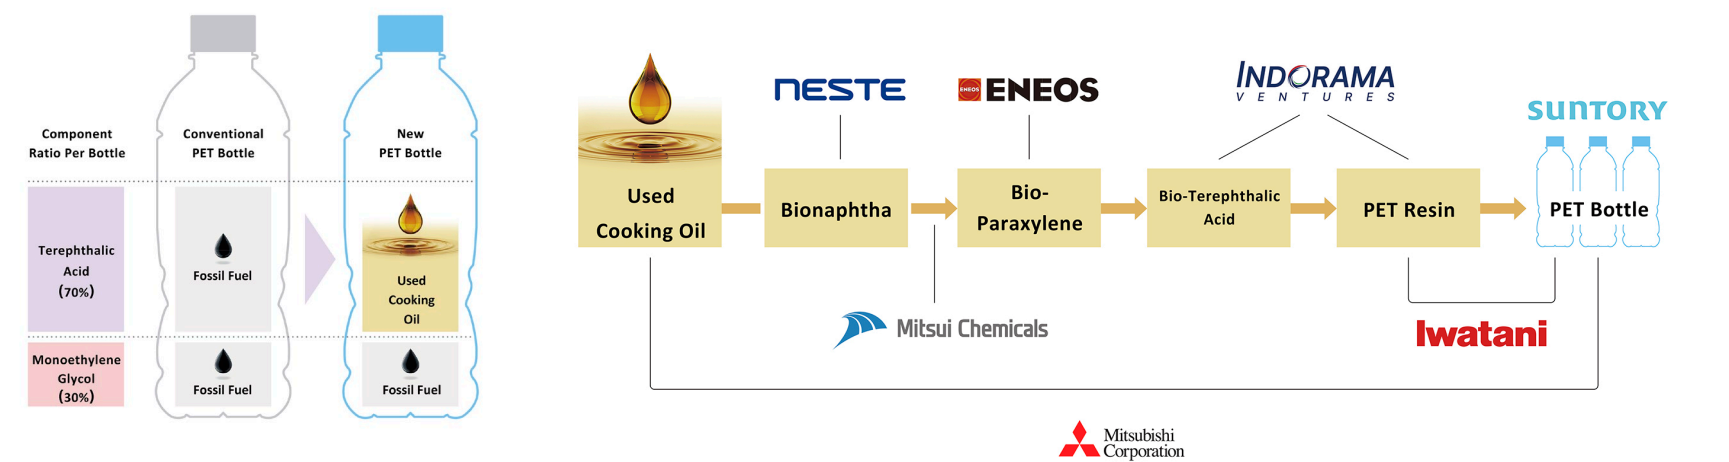 Component
Ratio Per Bottle
Conventional
PET Bottle
New
PET Bottle
Terephthalic
Acid
(70%)
Fossil Fuel
Used
Cooking
Oil
Monoethylene
Glycol
(30%)
Fossil Fuel
Fossil Fuel
NESTE
ENEOS
ENEOS
INDORAMA
VENTURES
SUNTORY
Used
Cooking Oil
Bionaphtha
Bio-
Paraxylene
Bio-Terephthalic
Acid
PET Resin
PET Bottle
Mitsui Chemicals
Iwatani
Mitsubishi
Corporation